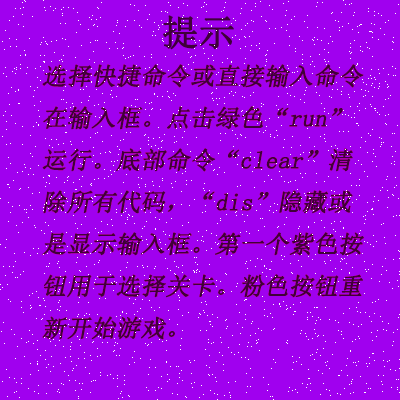 提示
选择快捷命令或直接输入命令
在输入框。点击绿色“run”
运行。底部命令“clear”清
除所有代码，“dis”隐藏或
是显示输入框。第一个紫色按
钮用于选择关卡。粉色按钮重
新开始游戏。